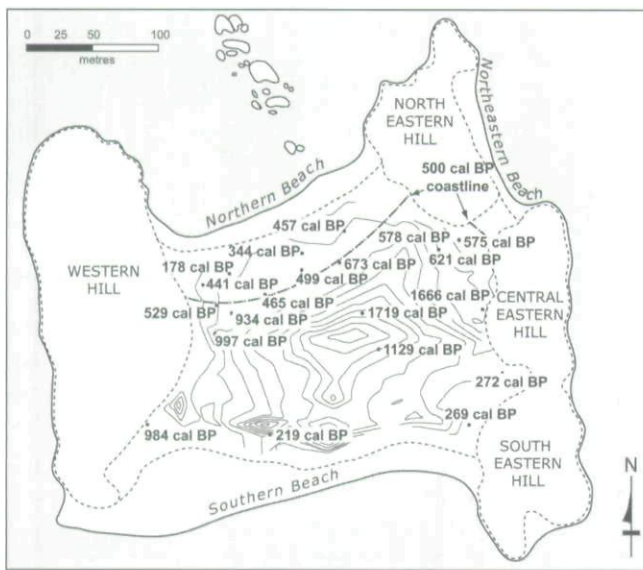 0 50 50 100
metres
NORTH
EASTERN
HILL
Northeastern Beach
500 cal BP
coastline
Northern Beach
457 cal BP
578 cal BP
575 cal BP
344 cal BP
621 cal BP
178 cal BP
673 cal BP
WESTERN
HILL
441 cal BP
499 cal BP
465 cal BP
1666 cal BP
CENTRAL
EASTERN
HILL
529 cal BP
934 cal BP
1719 cal BP
997 cal BP
1129 cal BP
272 cal BP
269 cal BP
984 cal BP
219 cal BP
SOUTH
EASTERN
HILL
N
Southern Beach